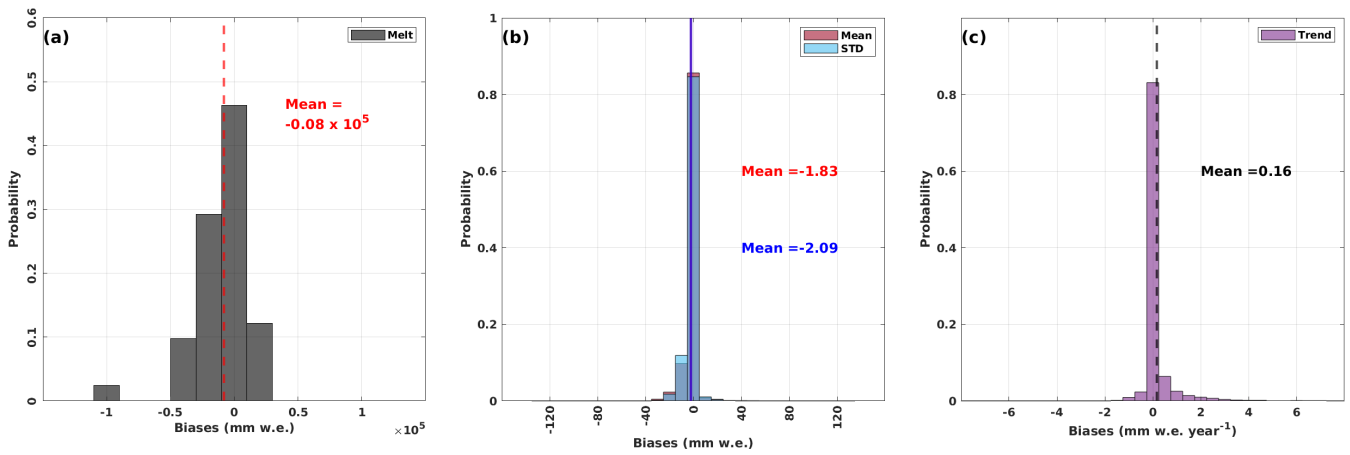 (a)
Melt
Mean =
-0.08 x 10^5
Probability
0.6
0.5
0.4
0.3
0.2
0.1
0
-1
-0.5
0
0.5
1
×10^5
Biases (mm w.e.)
(b)
Mean
STD
Mean =-1.83
Mean =-2.09
Probability
1
0.8
0.6
0.4
0.2
0
-120
-80
-40
0
40
80
120
Biases (mm w.e.)
(c)
Trend
Mean =0.16
Probability
0.8
0.6
0.4
0.2
0
-6
-4
-2
0
2
4
6
Biases (mm w.e. year^-1)